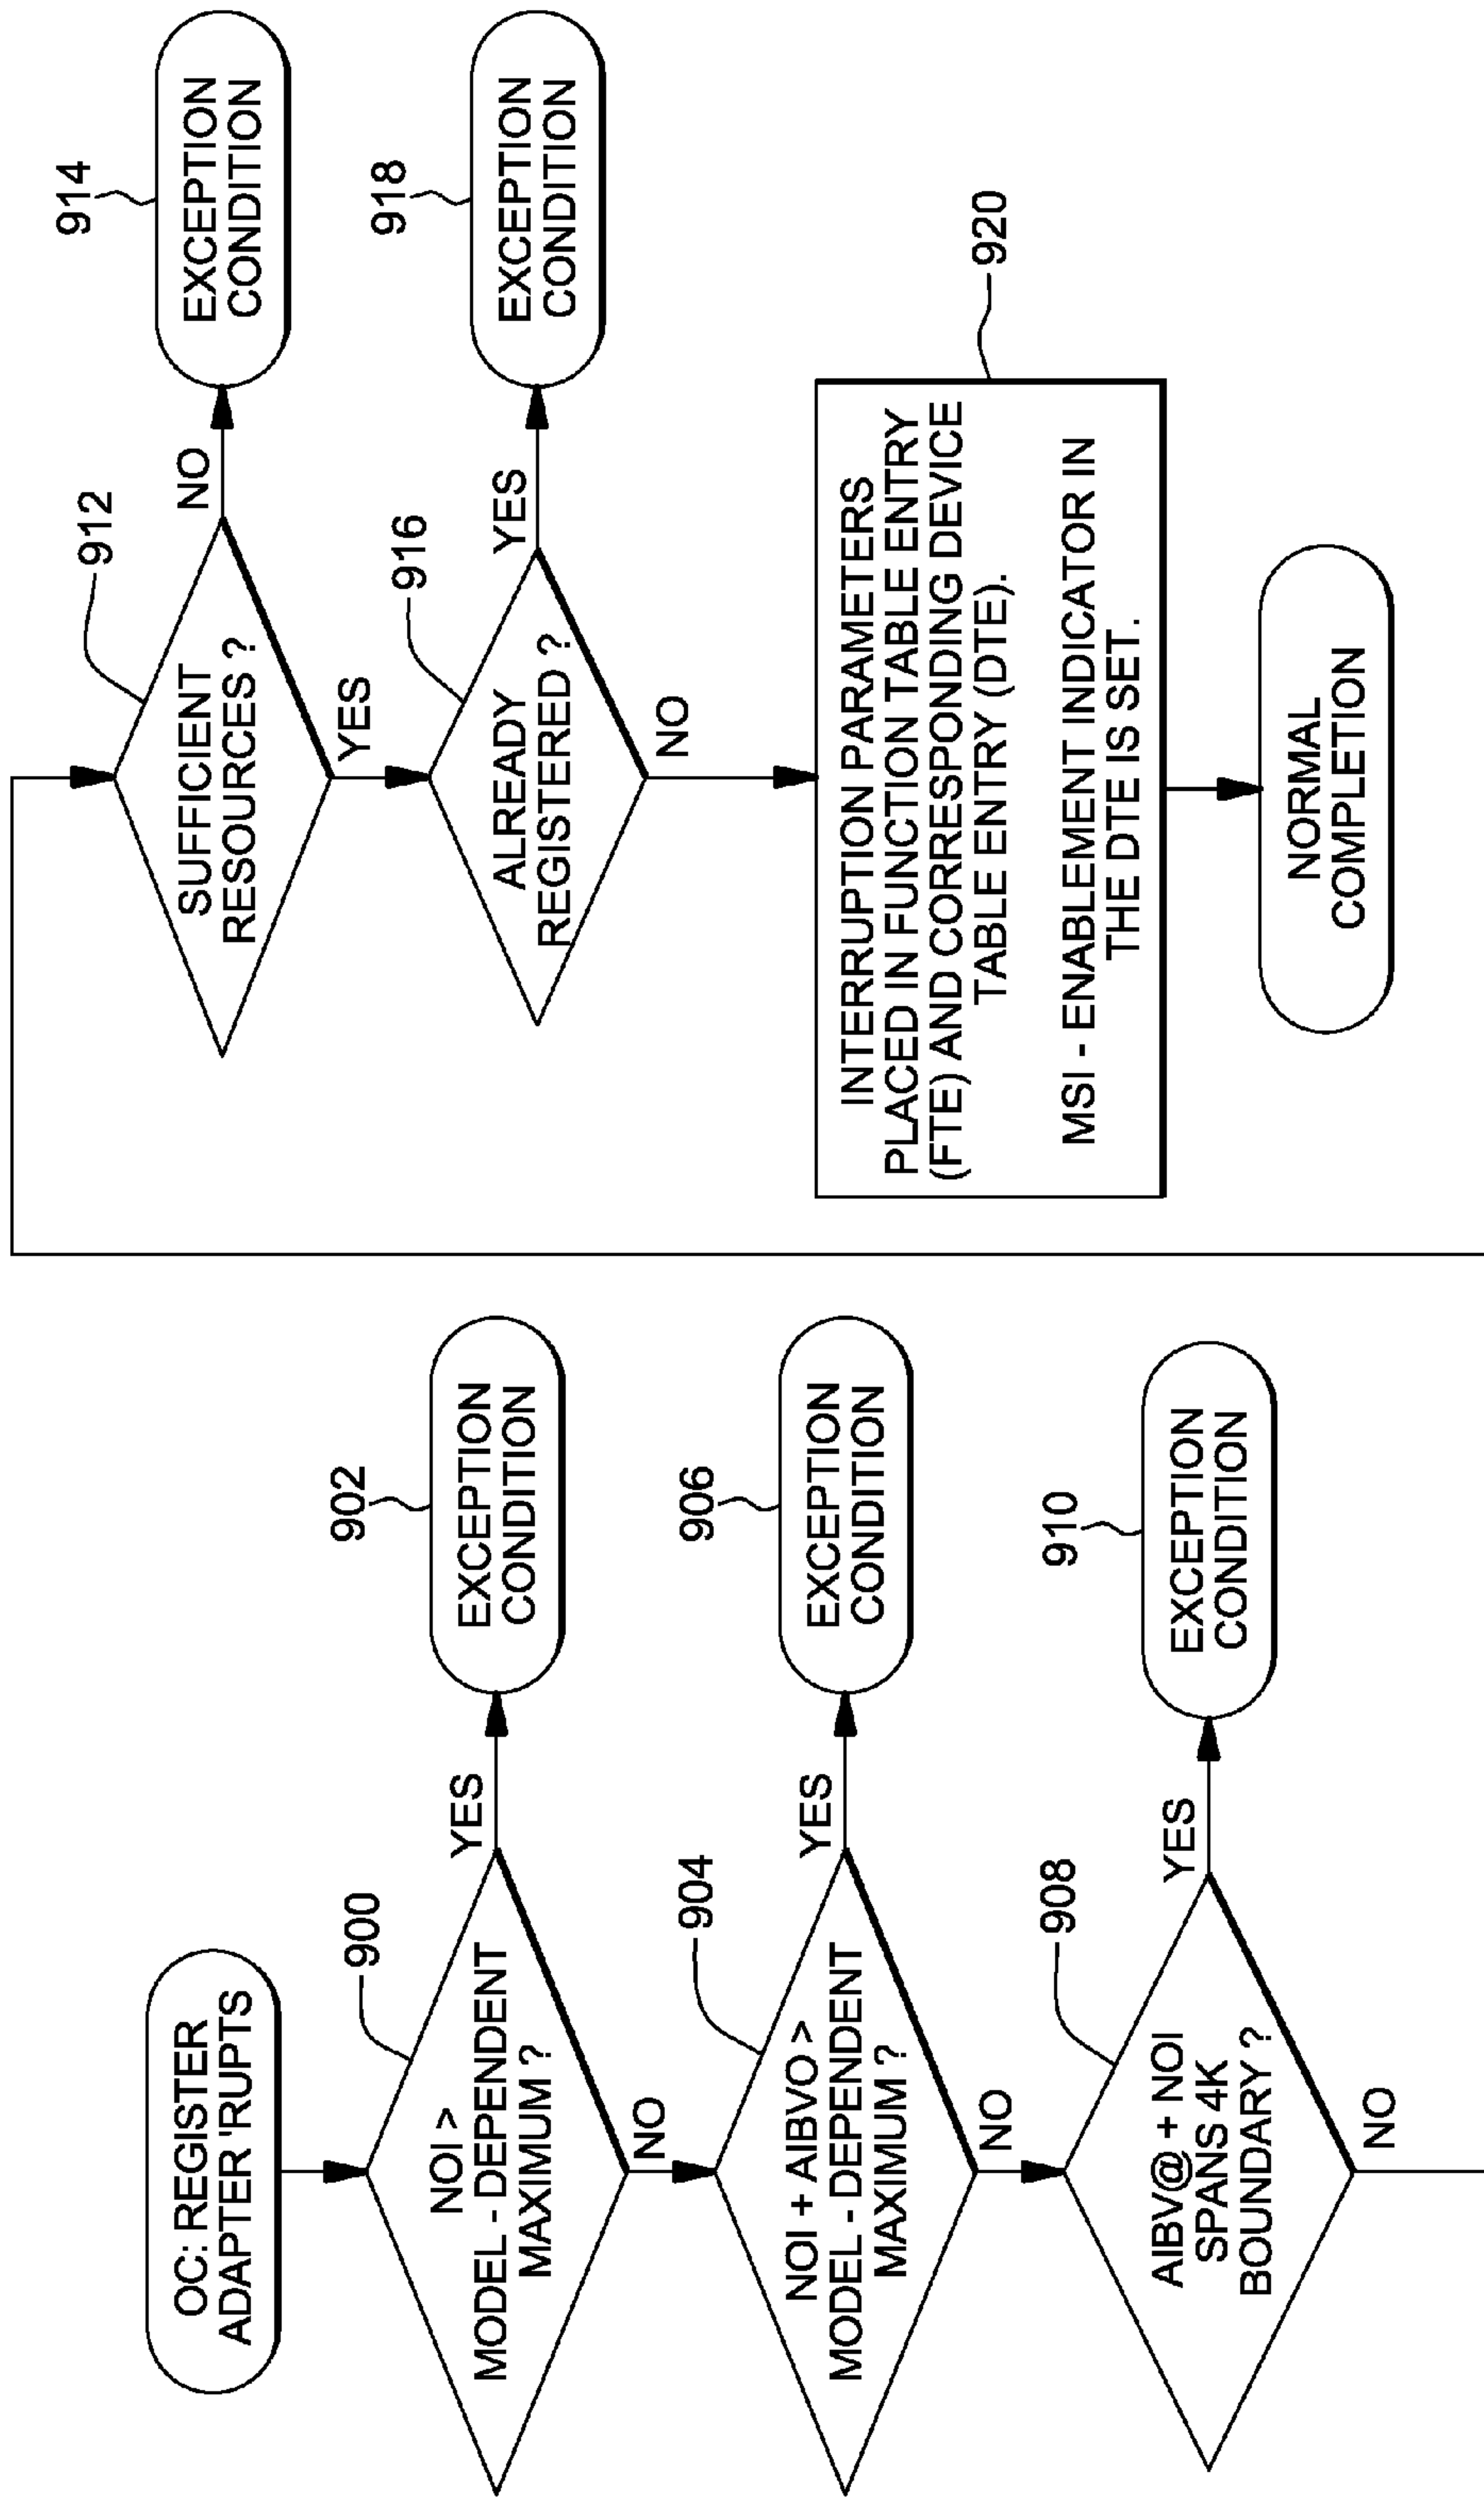 OC: REGISTER
ADAPTER 'RUPTS
900
NOI >
MODEL - DEPENDENT
MAXIMUM ?
YES
902
EXCEPTION
CONDITION
NO
904
NOI + AIBVO >
MODEL - DEPENDENT
MAXIMUM ?
YES
906
EXCEPTION
CONDITION
NO
908
AIBV@ + NOI
SPANS 4K
BOUNDARY ?
YES
910
EXCEPTION
CONDITION
NO
912
SUFFICIENT
RESOURCES ?
NO
914
EXCEPTION
CONDITION
YES
916
ALREADY
REGISTERED ?
YES
918
EXCEPTION
CONDITION
NO
INTERRUPTION PARAMETERS
PLACED IN FUNCTION TABLE ENTRY
(FTE) AND CORRESPONDING DEVICE
TABLE ENTRY (DTE).
MSI - ENABLEMENT INDICATOR IN
THE DTE IS SET.
920
NORMAL
COMPLETION